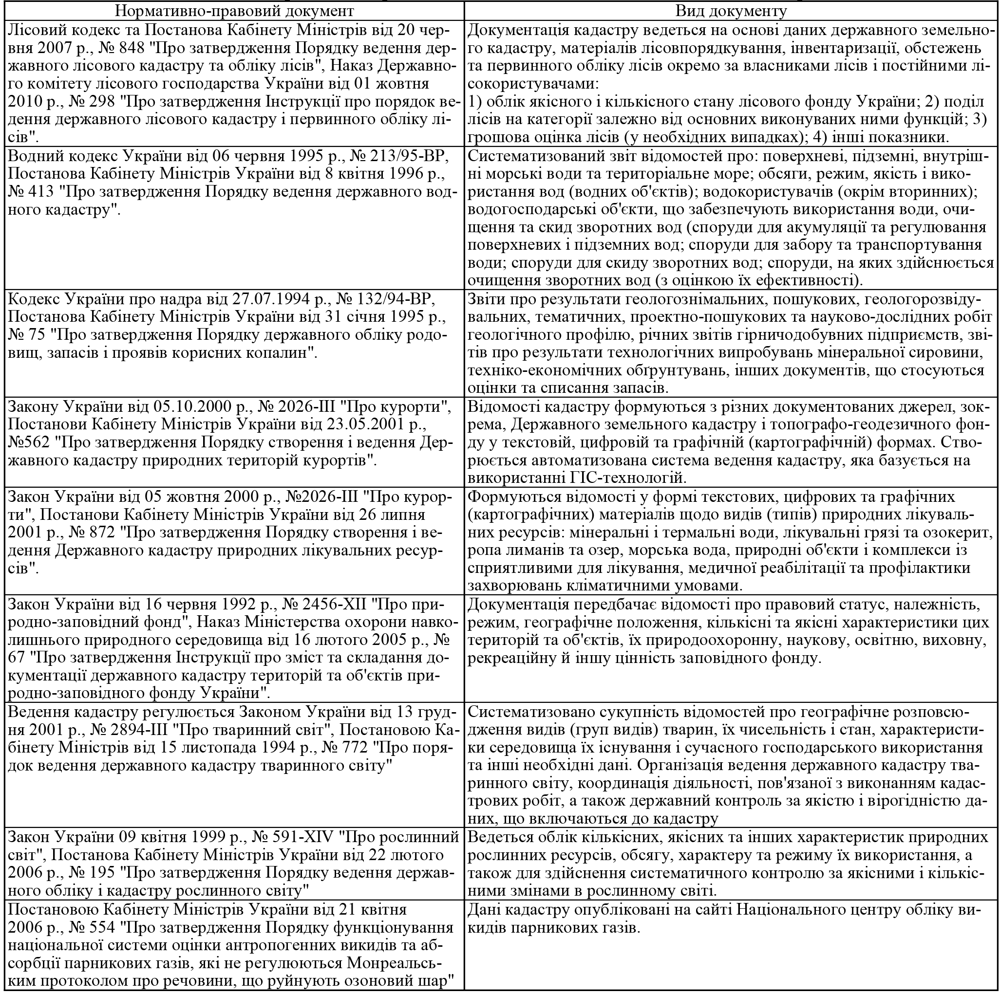 Нормативно-правовий документ
Вид документу
Лісовий кодекс та Постанова Кабінету Міністрів від 20 чер-
вня 2007 р., № 848 "Про затвердження Порядку ведення дер-
жавного лісового кадастру та обліку лісів", Наказ Державно-
го комітету лісового господарства України від 01 жовтня
2010 р., № 298 "Про затвердження Інструкції про порядок ве-
дення державного лісового кадастру і первинного обліку лі-
сів".
Документація кадастру ведеться на основі даних державного земельно-
го кадастру, матеріалів лісовпорядкування, інвентаризації, обстежень
та первинного обліку лісів окремо за власниками лісів і постійними лі-
сокористувачами:
1) облік якісного і кількісного стану лісового фонду України; 2) поділ
лісів на категорії залежно від основних виконуваних ними функцій; 3)
грошова оцінка лісів (у необхідних випадках); 4) інші показники.
Водний кодекс України від 06 червня 1995 р., № 213/95-ВР,
Постанова Кабінету Міністрів України від 8 квітня 1996 р.,
№ 413 "Про затвердження Порядку ведення державного вод-
ного кадастру".
Систематизований звіт відомостей про: поверхневі, підземні, внутріш-
ні морські води та територіальне море; обсяги, режим, якість і вико-
ристання вод (водних об'єктів); водокористувачів (окрім вторинних);
водогосподарські об'єкти, що забезпечують використання води, очи-
щення та скид зворотних вод (споруди для акумуляції та регулювання
поверхневих і підземних вод; споруди для забору та транспортування
води; споруди для скиду зворотних вод; споруди, на яких здійснюється
очищення зворотних вод (з оцінкою їх ефективності).
Кодекс України про надра від 27.07.1994 р., № 132/94-ВР,
Постанова Кабінету Міністрів України від 31 січня 1995 р.,
№ 75 "Про затвердження Порядку державного обліку родо-
вищ, запасів і проявів корисних копалин".
Звіти про результати геологознімальних, пошукових, геологорозвіду-
вальних, тематичних, проектно-пошукових та науково-дослідних робіт
геологічного профілю, річних звітів гірничодобувних підприємств, зві-
тів про результати технологічних випробувань мінеральної сировини,
техніко-економічних обґрунтувань, інших документів, що стосуються
оцінки та списання запасів.
Закону України від 05.10.2000 р., № 2026-III "Про курорти",
Постанови Кабінету Міністрів України від 23.05.2001 р.,
№562 "Про затвердження Порядку створення і ведення Дер-
жавного кадастру природних територій курортів".
Відомості кадастру формуються з різних документованих джерел, зок-
рема, Державного земельного кадастру і топографо-геодезичного фон-
ду у текстовій, цифровій та графічній (картографічній) формах. Ство-
рюється автоматизована система ведення кадастру, яка базується на
використанні ГІС-технологій.
Закон України від 05 жовтня 2000 р., №2026-III "Про курор-
ти", Постанови Кабінету Міністрів України від 26 липня
2001 р., № 872 "Про затвердження Порядку створення і ве-
дення Державного кадастру природних лікувальних ресур-
сів".
Формуються відомості у формі текстових, цифрових та графічних
(картографічних) матеріалів щодо видів (типів) природних лікуваль-
них ресурсів: мінеральні і термальні води, лікувальні грязі та озокерит,
ропа лиманів та озер, морська вода, природні об'єкти і комплекси із
сприятливими для лікування, медичної реабілітації та профілактики
захворювань кліматичними умовами.
Закон України від 16 червня 1992 р., № 2456-XII "Про при-
родно-заповідний фонд", Наказ Міністерства охорони навко-
лишнього природного середовища від 16 лютого 2005 р., №
67 "Про затвердження Інструкції про зміст та складання до-
кументації державного кадастру територій та об'єктів при-
родно-заповідного фонду України".
Документація передбачає відомості про правовий статус, належність,
режим, географічне положення, кількісні та якісні характеристики цих
територій та об'єктів, їх природоохоронну, наукову, освітню, виховну,
рекреаційну й іншу цінність заповідного фонду.
Ведення кадастру регулюється Законом України від 13 груд-
ня 2001 р., № 2894-III "Про тваринний світ", Постановою Ка-
бінету Міністрів від 15 листопада 1994 р., № 772 "Про поря-
док ведення державного кадастру тваринного світу"
Систематизовано сукупність відомостей про географічне розповсю-
дження видів (груп видів) тварин, їх чисельність і стан, характеристи-
ки середовища їх існування і сучасного господарського використання
та інші необхідні дані. Організація ведення державного кадастру тва-
ринного світу, координація діяльності, пов'язаної з виконанням кадас-
трових робіт, а також державний контроль за якістю і вірогідністю да-
них, що включаються до кадастру
Закон України 09 квітня 1999 р., № 591-XIV "Про рослинний
світ", Постанова Кабінету Міністрів України від 22 лютого
2006 р., № 195 "Про затвердження Порядку ведення держав-
ного обліку і кадастру рослинного світу"
Ведеться облік кількісних, якісних та інших характеристик природних
рослинних ресурсів, обсягу, характеру та режиму їх використання, а
також для здійснення систематичного контролю за якісними і кількіс-
ними змінами в рослинному світі.
Постановою Кабінету Міністрів України від 21 квітня
2006 р., № 554 "Про затвердження Порядку функціонування
національної системи оцінки антропогенних викидів та аб-
сорбції парникових газів, які не регулюються Монреальсь-
ким протоколом про речовини, що руйнують озоновий шар"
Дані кадастру опубліковані на сайті Національного центру обліку ви-
кидів парникових газів.